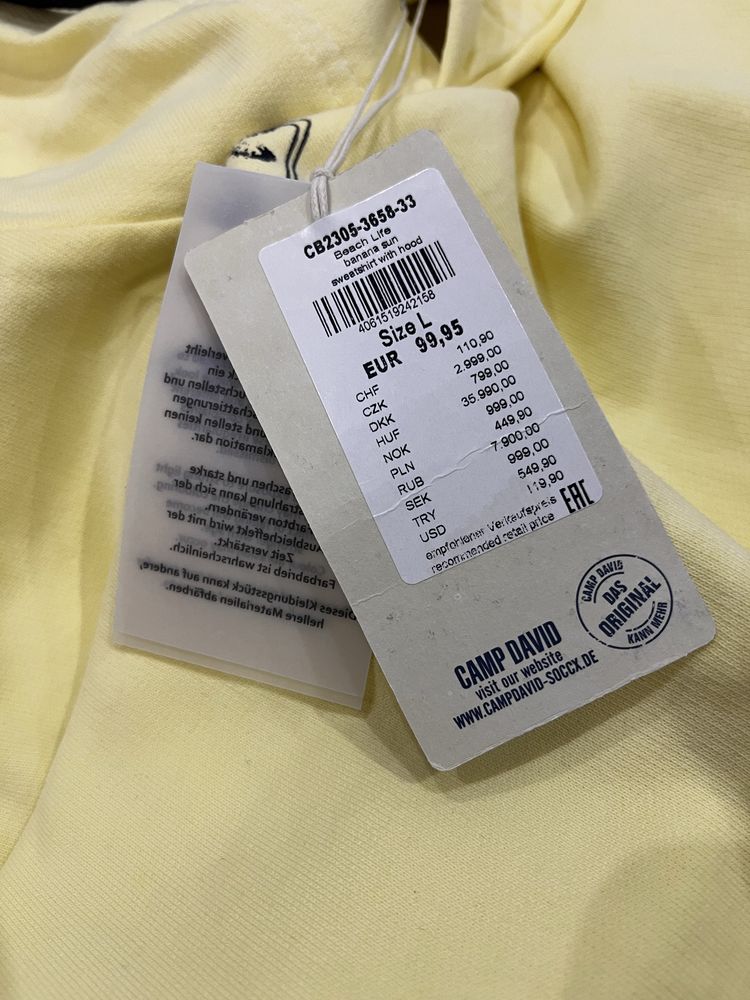 CB2305-3658-33
Beach Life
banana sun
sweatshirt with hood
4061519242158
Size L
EUR 99,95
CHF 110,90
CZK 2.999,00
DKK 799,00
HUF 35.990,00
NOK 999,00
PLN 449,90
RUB 7.900,00
SEK 999,00
TRY 549,90
USD 119,90
empfohlener Verkaufspreis
recommended retail price
EAC
CAMP DAVID
DAS
ORIGINAL
KANN MEHR
CAMP DAVID
visit our website
WWW.CAMPDAVID-SOCCX.DE
verleiht
ein
und
keinen
dar.
waschen und starke
kann der sich
verändern.
wird mit der
Zeit verstärkt.
Farbabrieb ist wahrscheinlich.
Dieses Kleidungsstück kann auf andere,
hellere Materialien abfärben.